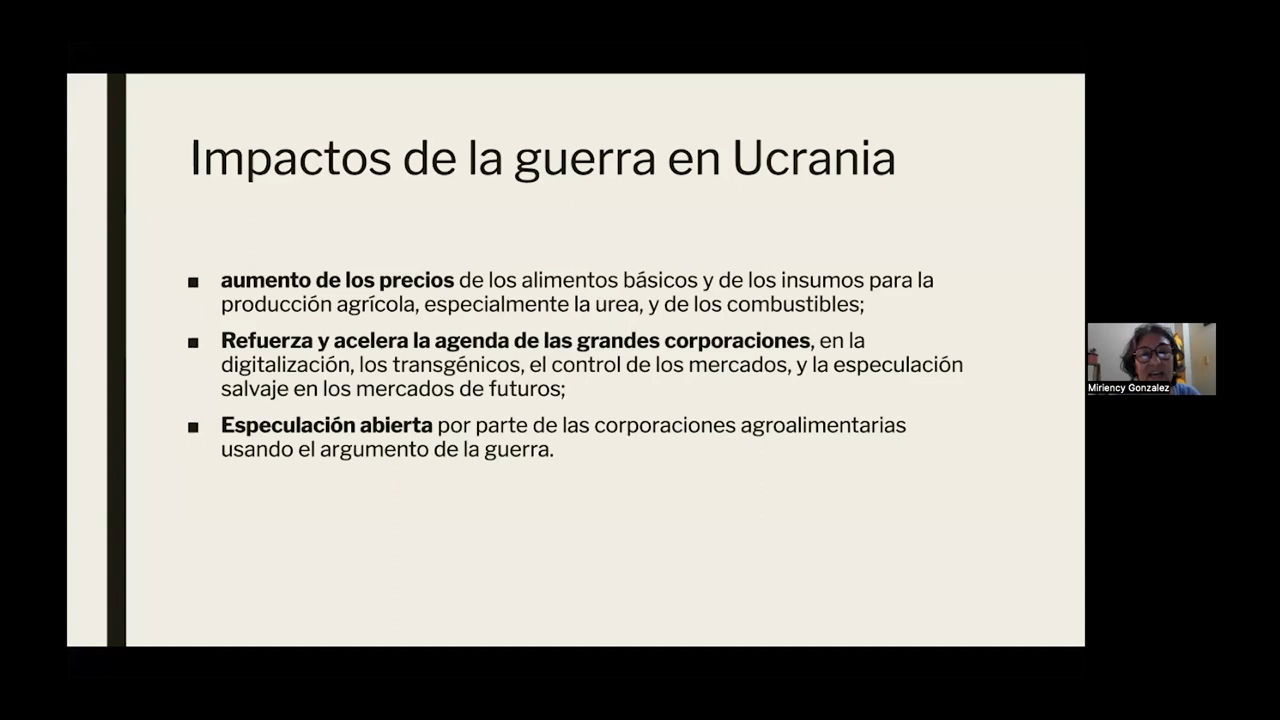 Impactos de la guerra en Ucrania
■ aumento de los precios de los alimentos básicos y de los insumos para la
producción agrícola, especialmente la urea, y de los combustibles;
■ Refuerza y acelera la agenda de las grandes corporaciones, en la
digitalización, los transgénicos, el control de los mercados, y la especulación
salvaje en los mercados de futuros;
■ Especulación abierta por parte de las corporaciones agroalimentarias
usando el argumento de la guerra.
Miriency Gonzalez